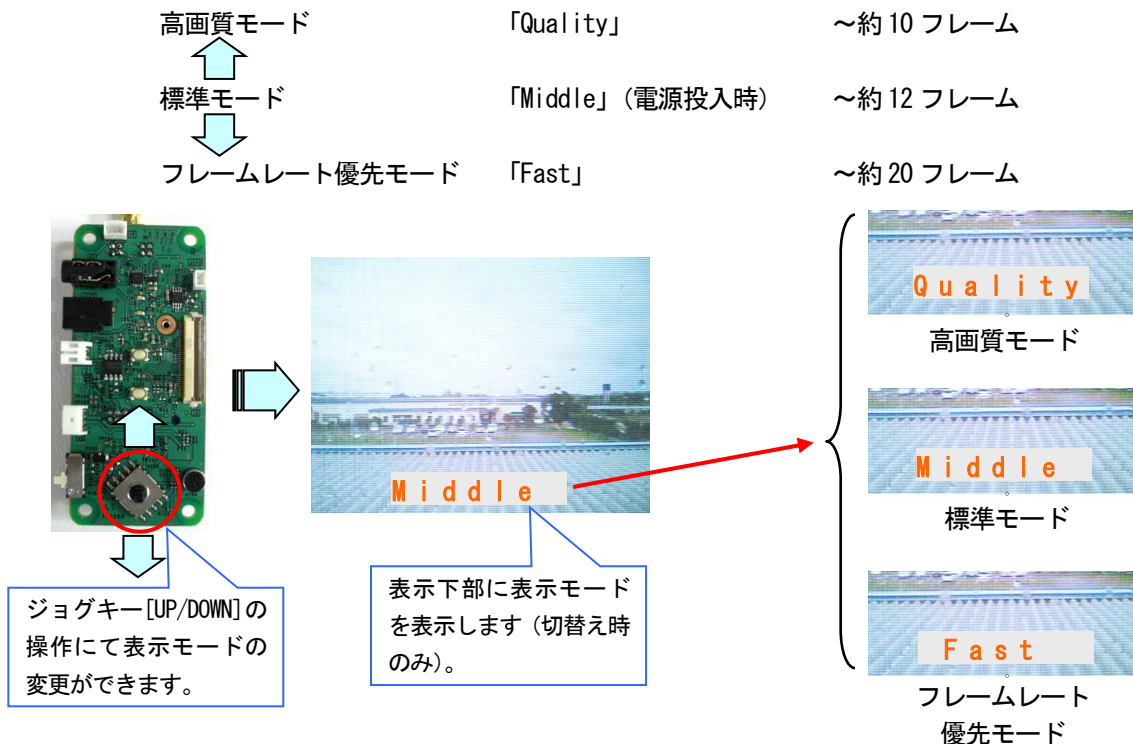 高画質モード 「Quality」 ～約10フレーム
標準モード 「Middle」(電源投入時) ～約12フレーム
フレームレート優先モード 「Fast」 ～約20フレーム
Quality
高画質モード
Middle
標準モード
Fast
フレームレート
優先モード
Middle
ジョグキー[UP/DOWN]の
操作にて表示モードの
変更ができます。
表示下部に表示モード
を表示します（切替え時
のみ）。